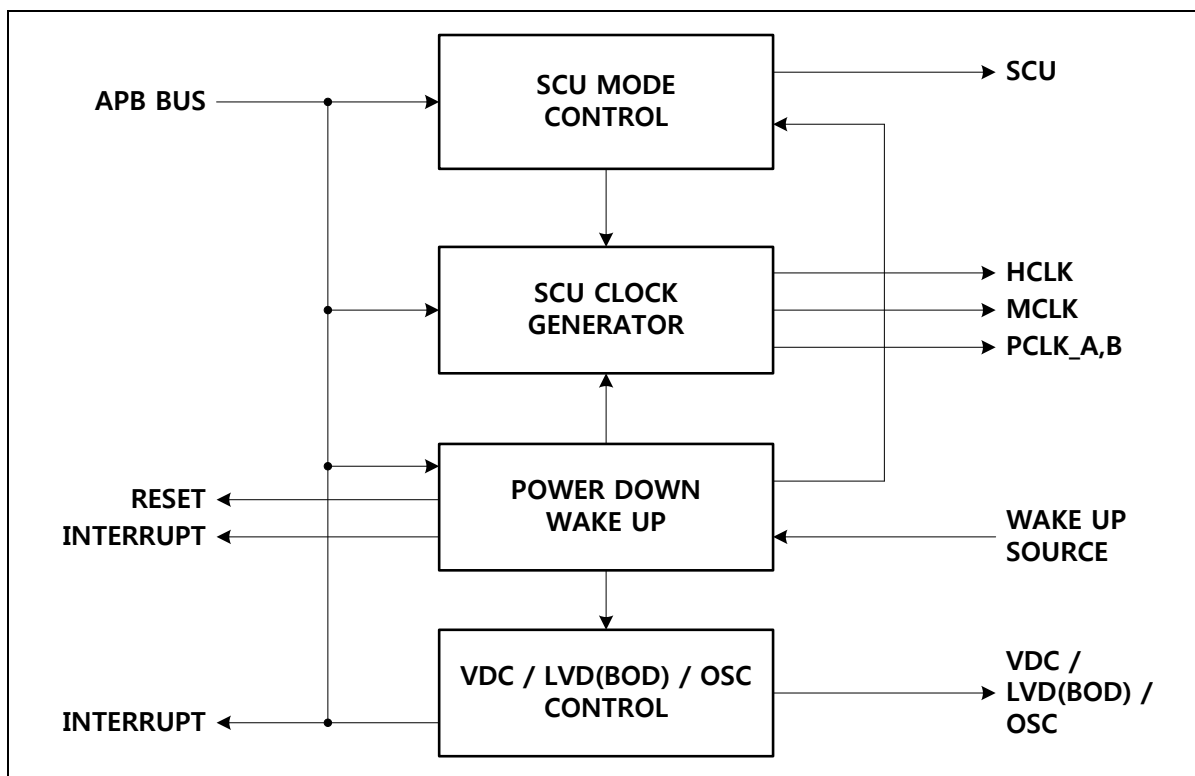 APB BUS
SCU MODE
CONTROL
SCU
SCU CLOCK
GENERATOR
HCLK
MCLK
PCLK_A,B
RESET
INTERRUPT
POWER DOWN
WAKE UP
WAKE UP
SOURCE
INTERRUPT
VDC / LVD(BOD) / OSC
CONTROL
VDC /
LVD(BOD) /
OSC